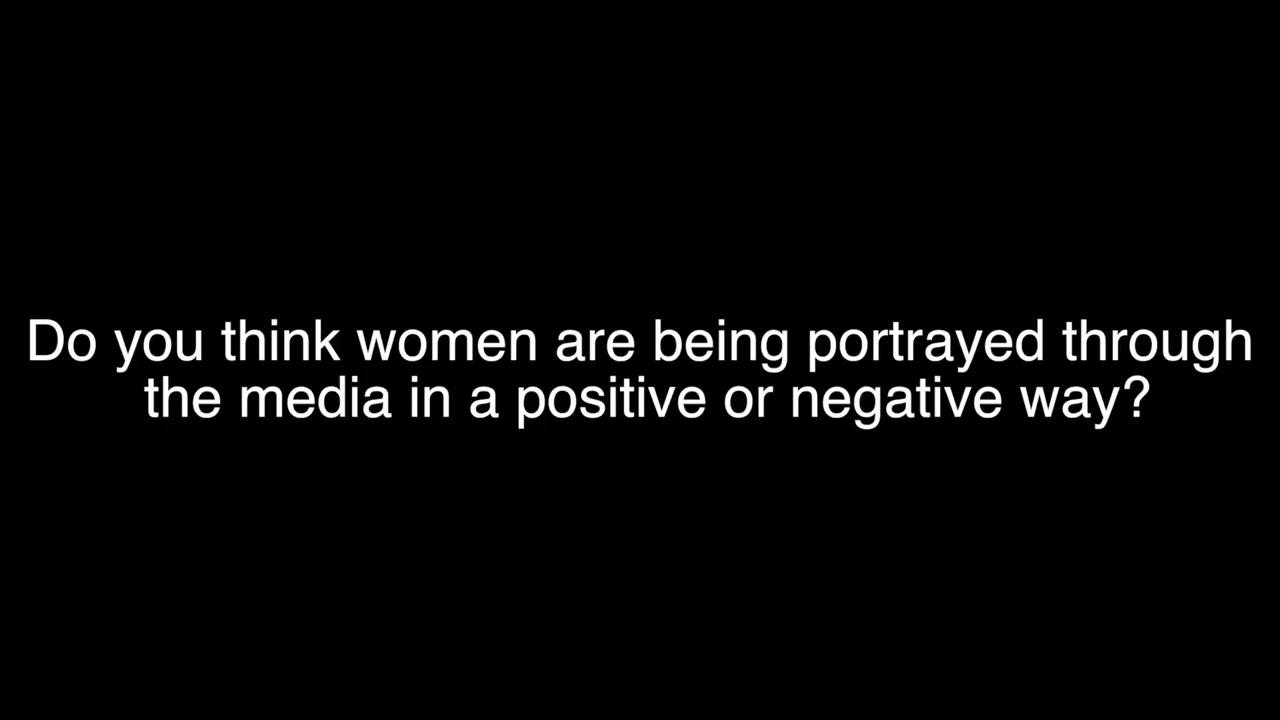 Do you think women are being portrayed through
the media in a positive or negative way?